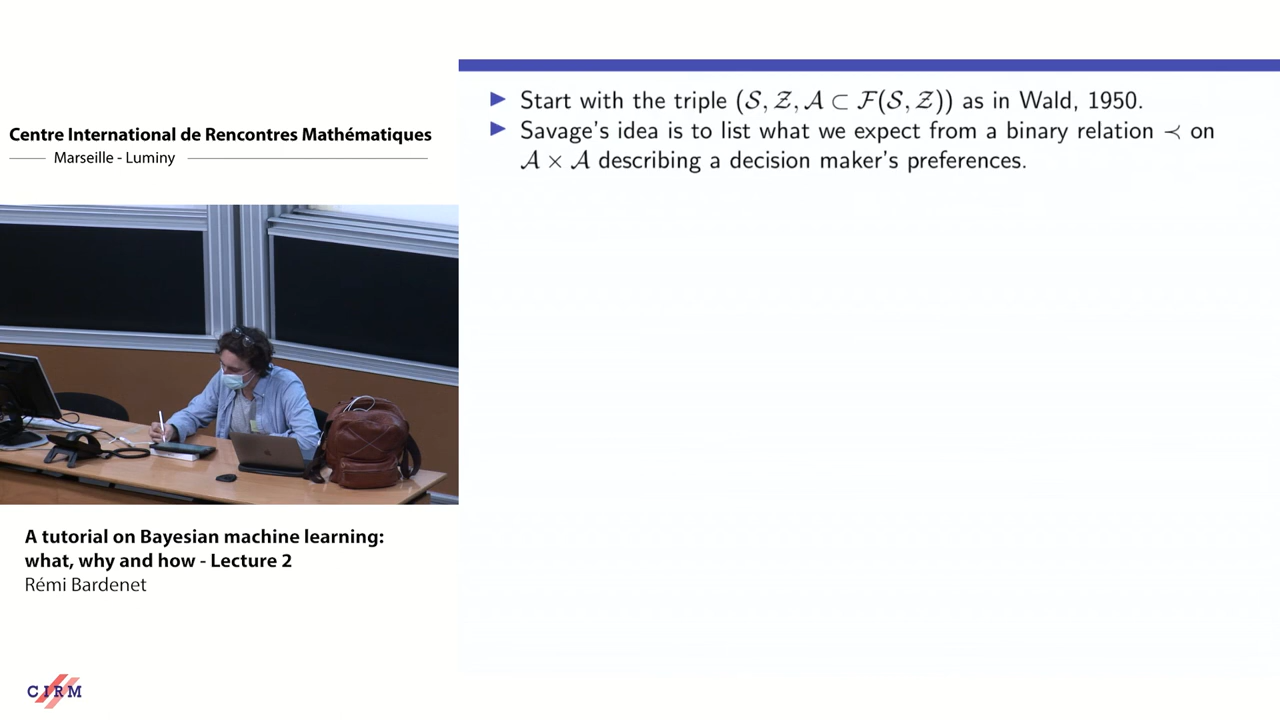 Centre International de Rencontres Mathématiques
Marseille - Luminy
▶ Start with the triple (𝒮, 𝒵, 𝒜 ⊂ ℱ(𝒮, 𝒵)) as in Wald, 1950.
▶ Savage's idea is to list what we expect from a binary relation ≺ on
𝒜 × 𝒜 describing a decision maker's preferences.
A tutorial on Bayesian machine learning:
what, why and how - Lecture 2
Rémi Bardenet
CIRM